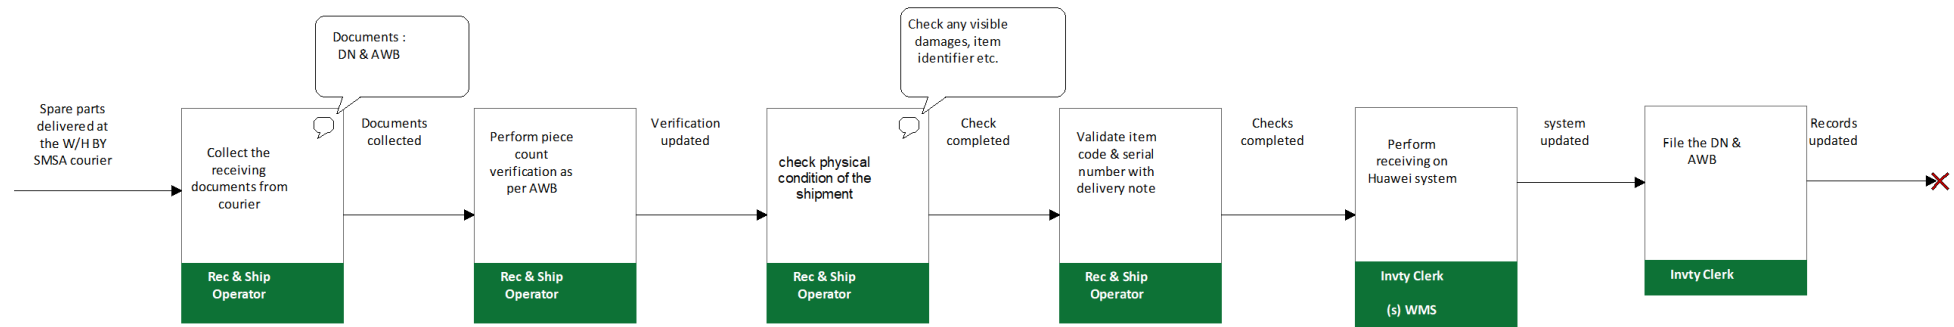 Spare parts
delivered at
the W/H BY
SMSA courier
Documents :
DN & AWB
Collect the
receiving
documents from
courier
Rec & Ship
Operator
Documents
collected
Perform piece
count
verification as
per AWB
Rec & Ship
Operator
Verification
updated
Check any visible
damages, item
identifier etc.
check physical
condition of the
shipment
Rec & Ship
Operator
Check
completed
Validate item
code & serial
number with
delivery note
Rec & Ship
Operator
Checks
completed
Perform
receiving on
Huawei system
Invty Clerk
(s) WMS
system
updated
File the DN &
AWB
Invty Clerk
Records
updated